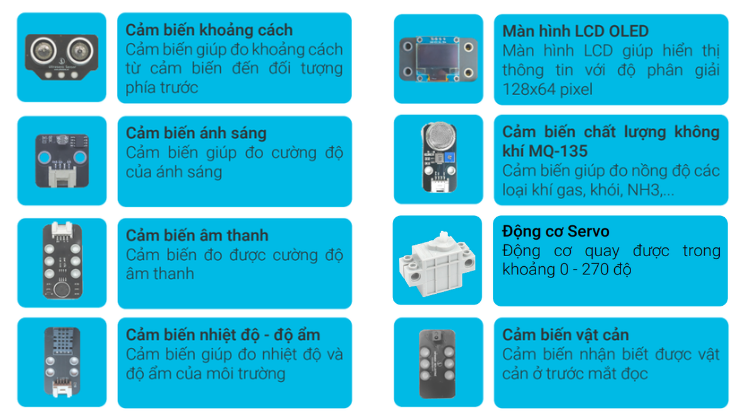 Cảm biến khoảng cách
Cảm biến giúp đo khoảng cách
từ cảm biến đến đối tượng
phía trước
Cảm biến ánh sáng
Cảm biến giúp đo cường độ
của ánh sáng
Cảm biến âm thanh
Cảm biến đo được cường độ
âm thanh
Cảm biến nhiệt độ - độ ẩm
Cảm biến giúp đo nhiệt độ và
độ ẩm của môi trường
Màn hình LCD OLED
Màn hình LCD giúp hiển thị
thông tin với độ phân giải
128x64 pixel
Cảm biến chất lượng không
khí MQ-135
Cảm biến giúp đo nồng độ các
loại khí gas, khói, NH3,...
Động cơ Servo
Động cơ quay được trong
khoảng 0 - 270 độ
Cảm biến vật cản
Cảm biến nhận biết được vật
cản ở trước mắt đọc